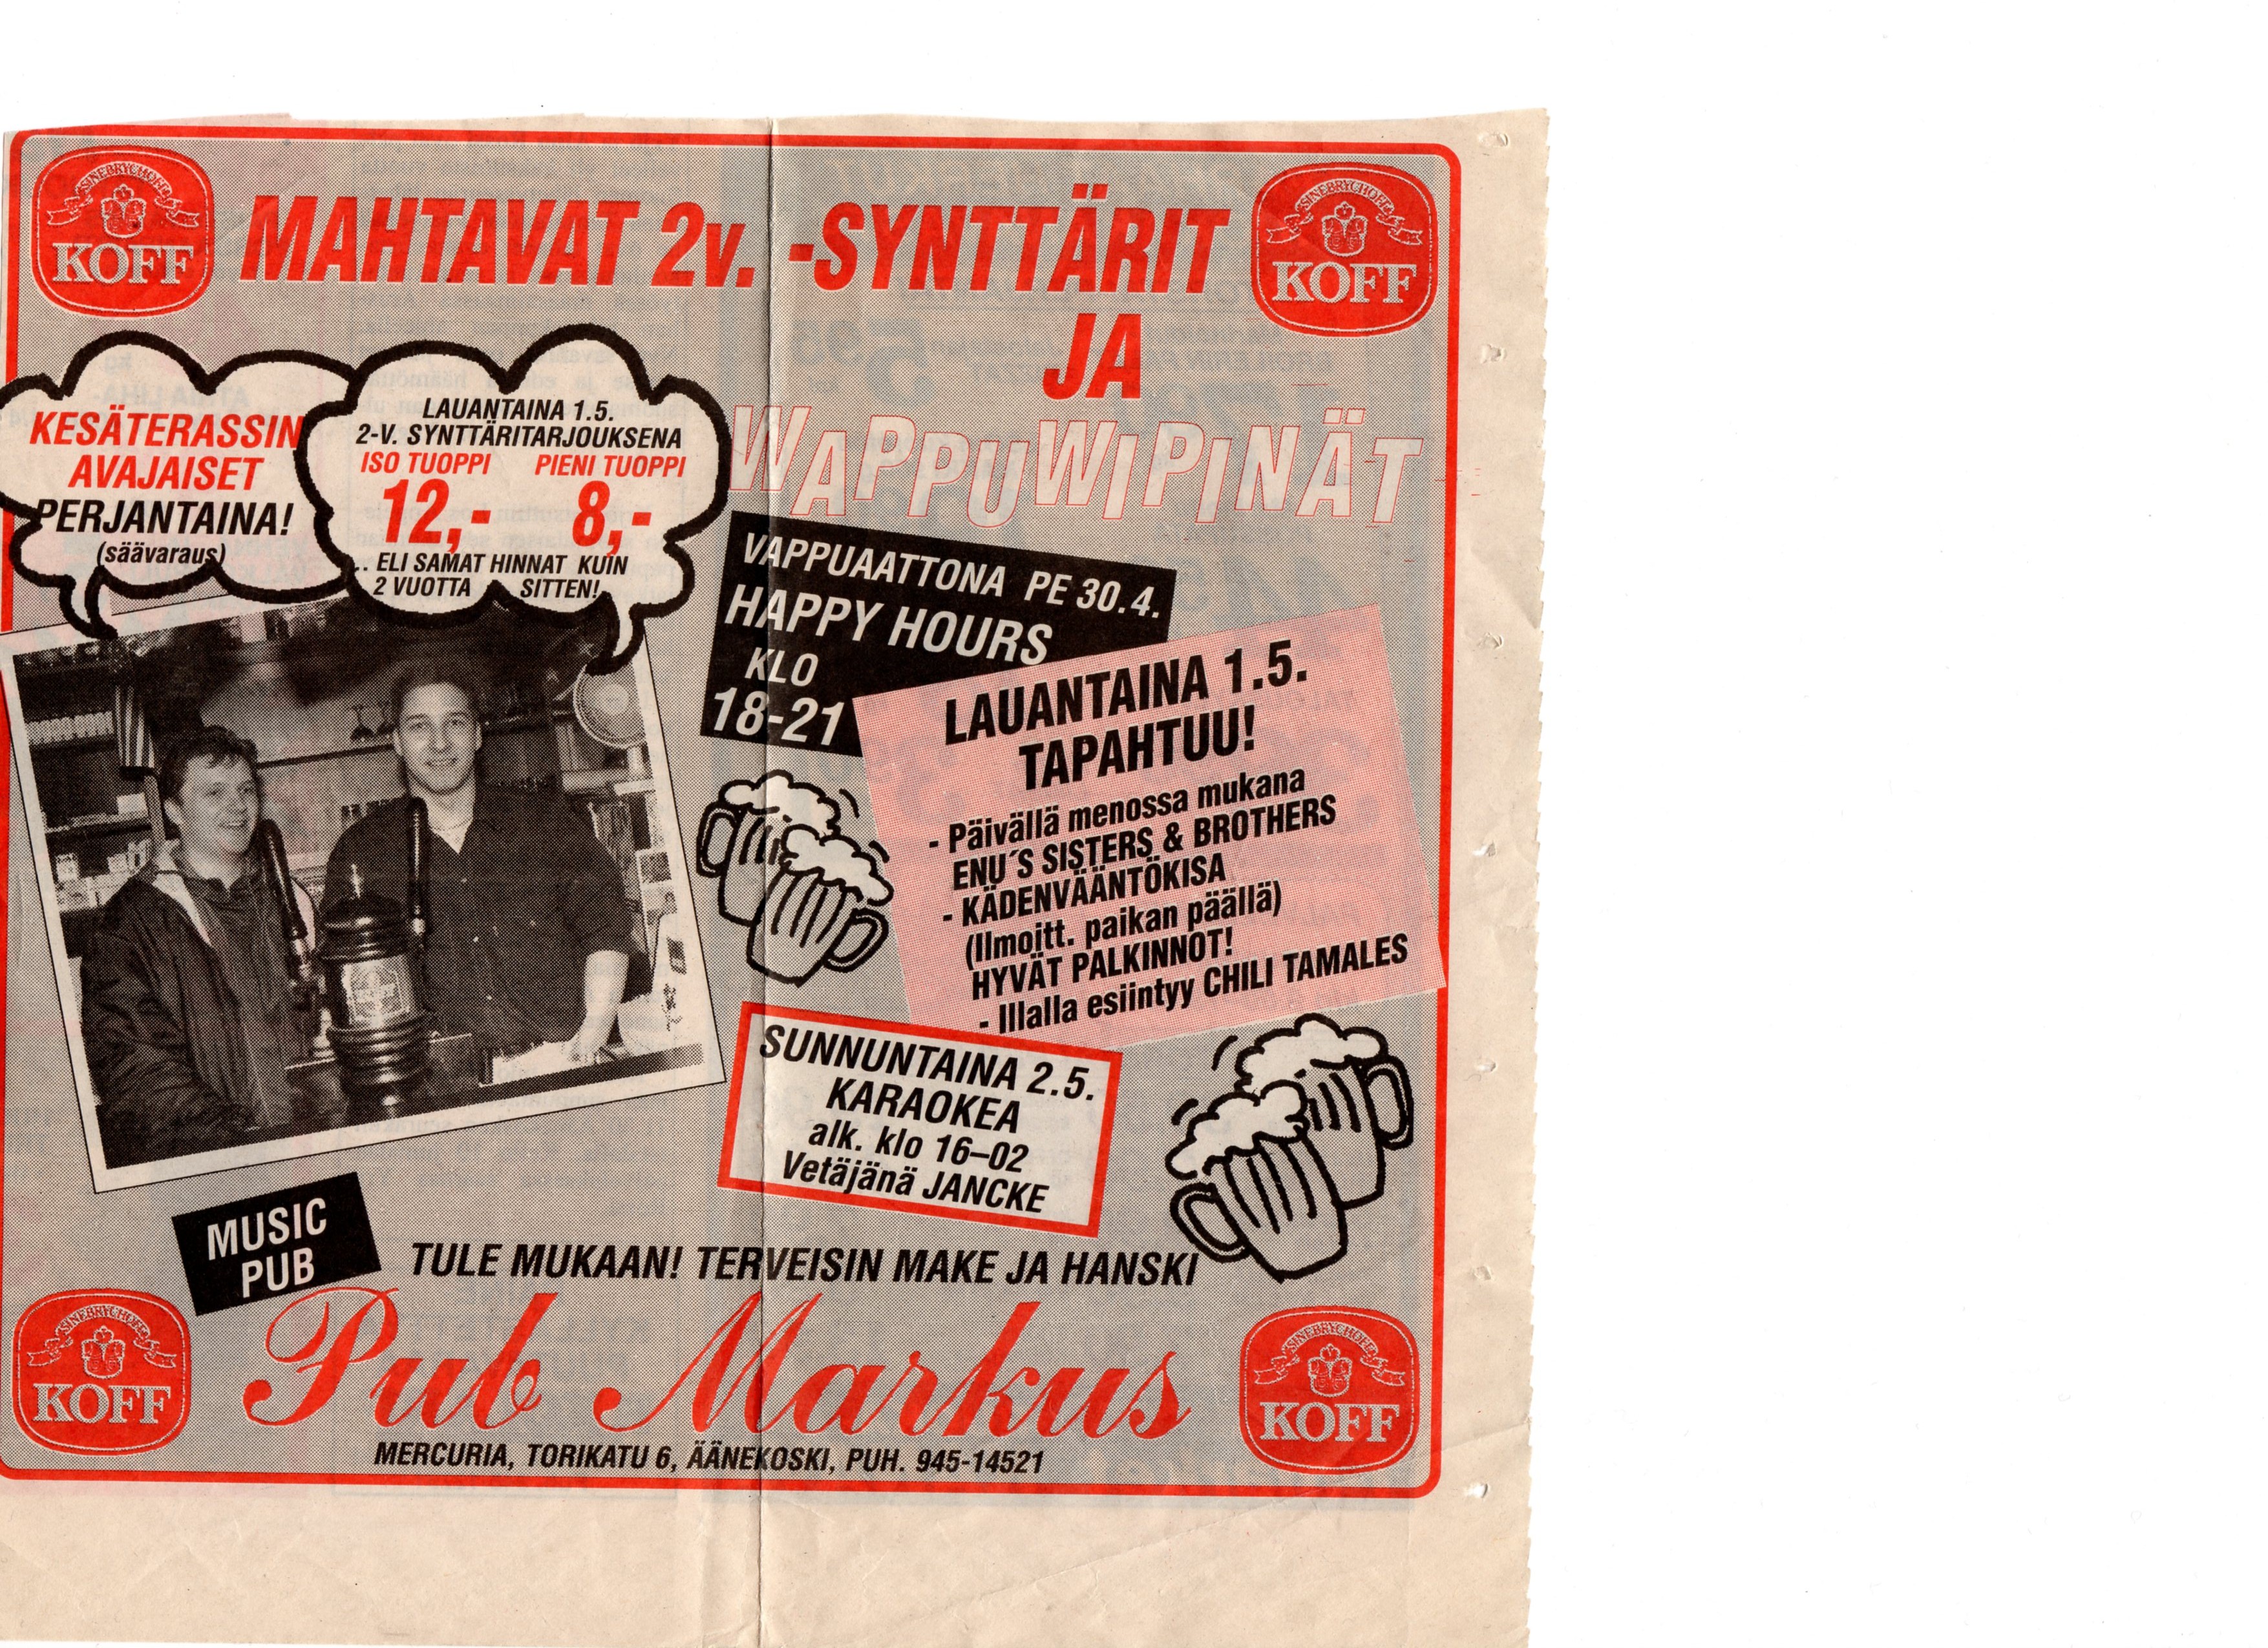 SINEBRYCHOFF
KOFF
MAHTAVAT 2v. -SYNTTÄRIT
SINEBRYCHOFF
KOFF
JA
WAPPUWIPINÄT
KESÄTERASSIN
AVAJAISET
PERJANTAINA!
(säävaraus)
LAUANTAINA 1.5.
2-V. SYNTTÄRITARJOUKSENA
ISO TUOPPI PIENI TUOPPI
12,- 8,-
.. ELI SAMAT HINNAT KUIN
2 VUOTTA SITTEN!
VAPPUAATTONA PE 30.4.
HAPPY HOURS
KLO
18-21
LAUANTAINA 1.5.
TAPAHTUU!
- Päivällä menossa mukana
ENU´S SISTERS & BROTHERS
- KÄDENVÄÄNTÖKISA
(Ilmoitt. paikan päällä)
HYVÄT PALKINNOT!
- Illalla esiintyy CHILI TAMALES
SUNNUNTAINA 2.5.
KARAOKEA
alk. klo 16–02
Vetäjänä JANCKE
MUSIC
PUB
TULE MUKAAN! TERVEISIN MAKE JA HANSKI
Pub Markus
SINEBRYCHOFF
KOFF
SINEBRYCHOFF
KOFF
MERCURIA, TORIKATU 6, ÄÄNEKOSKI, PUH. 945-14521